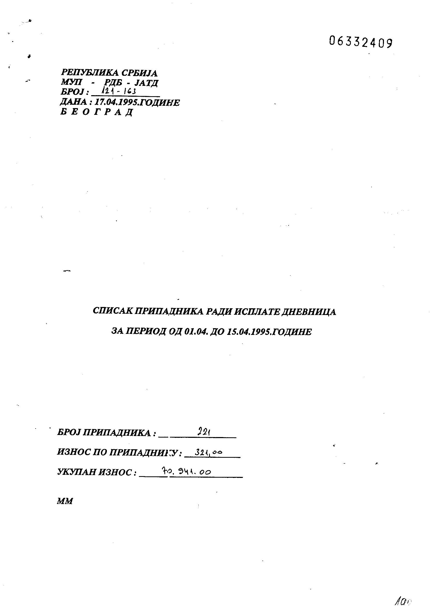 06332409
РЕПУБЛИКА СРБИЈА
МУП - РДБ - ЈАТД
БРОЈ : 121-163
ДАНА : 17.04.1995.ГОДИНЕ
Б Е О Г Р А Д
СПИСАК ПРИПАДНИКА РАДИ ИСПЛАТЕ ДНЕВНИЦА
ЗА ПЕРИОД ОД 01.04. ДО 15.04.1995.ГОДИНЕ
БРОЈ ПРИПАДНИКА : 221
ИЗНОС ПО ПРИПАДНИКУ : 321,00
УКУПАН ИЗНОС : 70.941.00
ММ